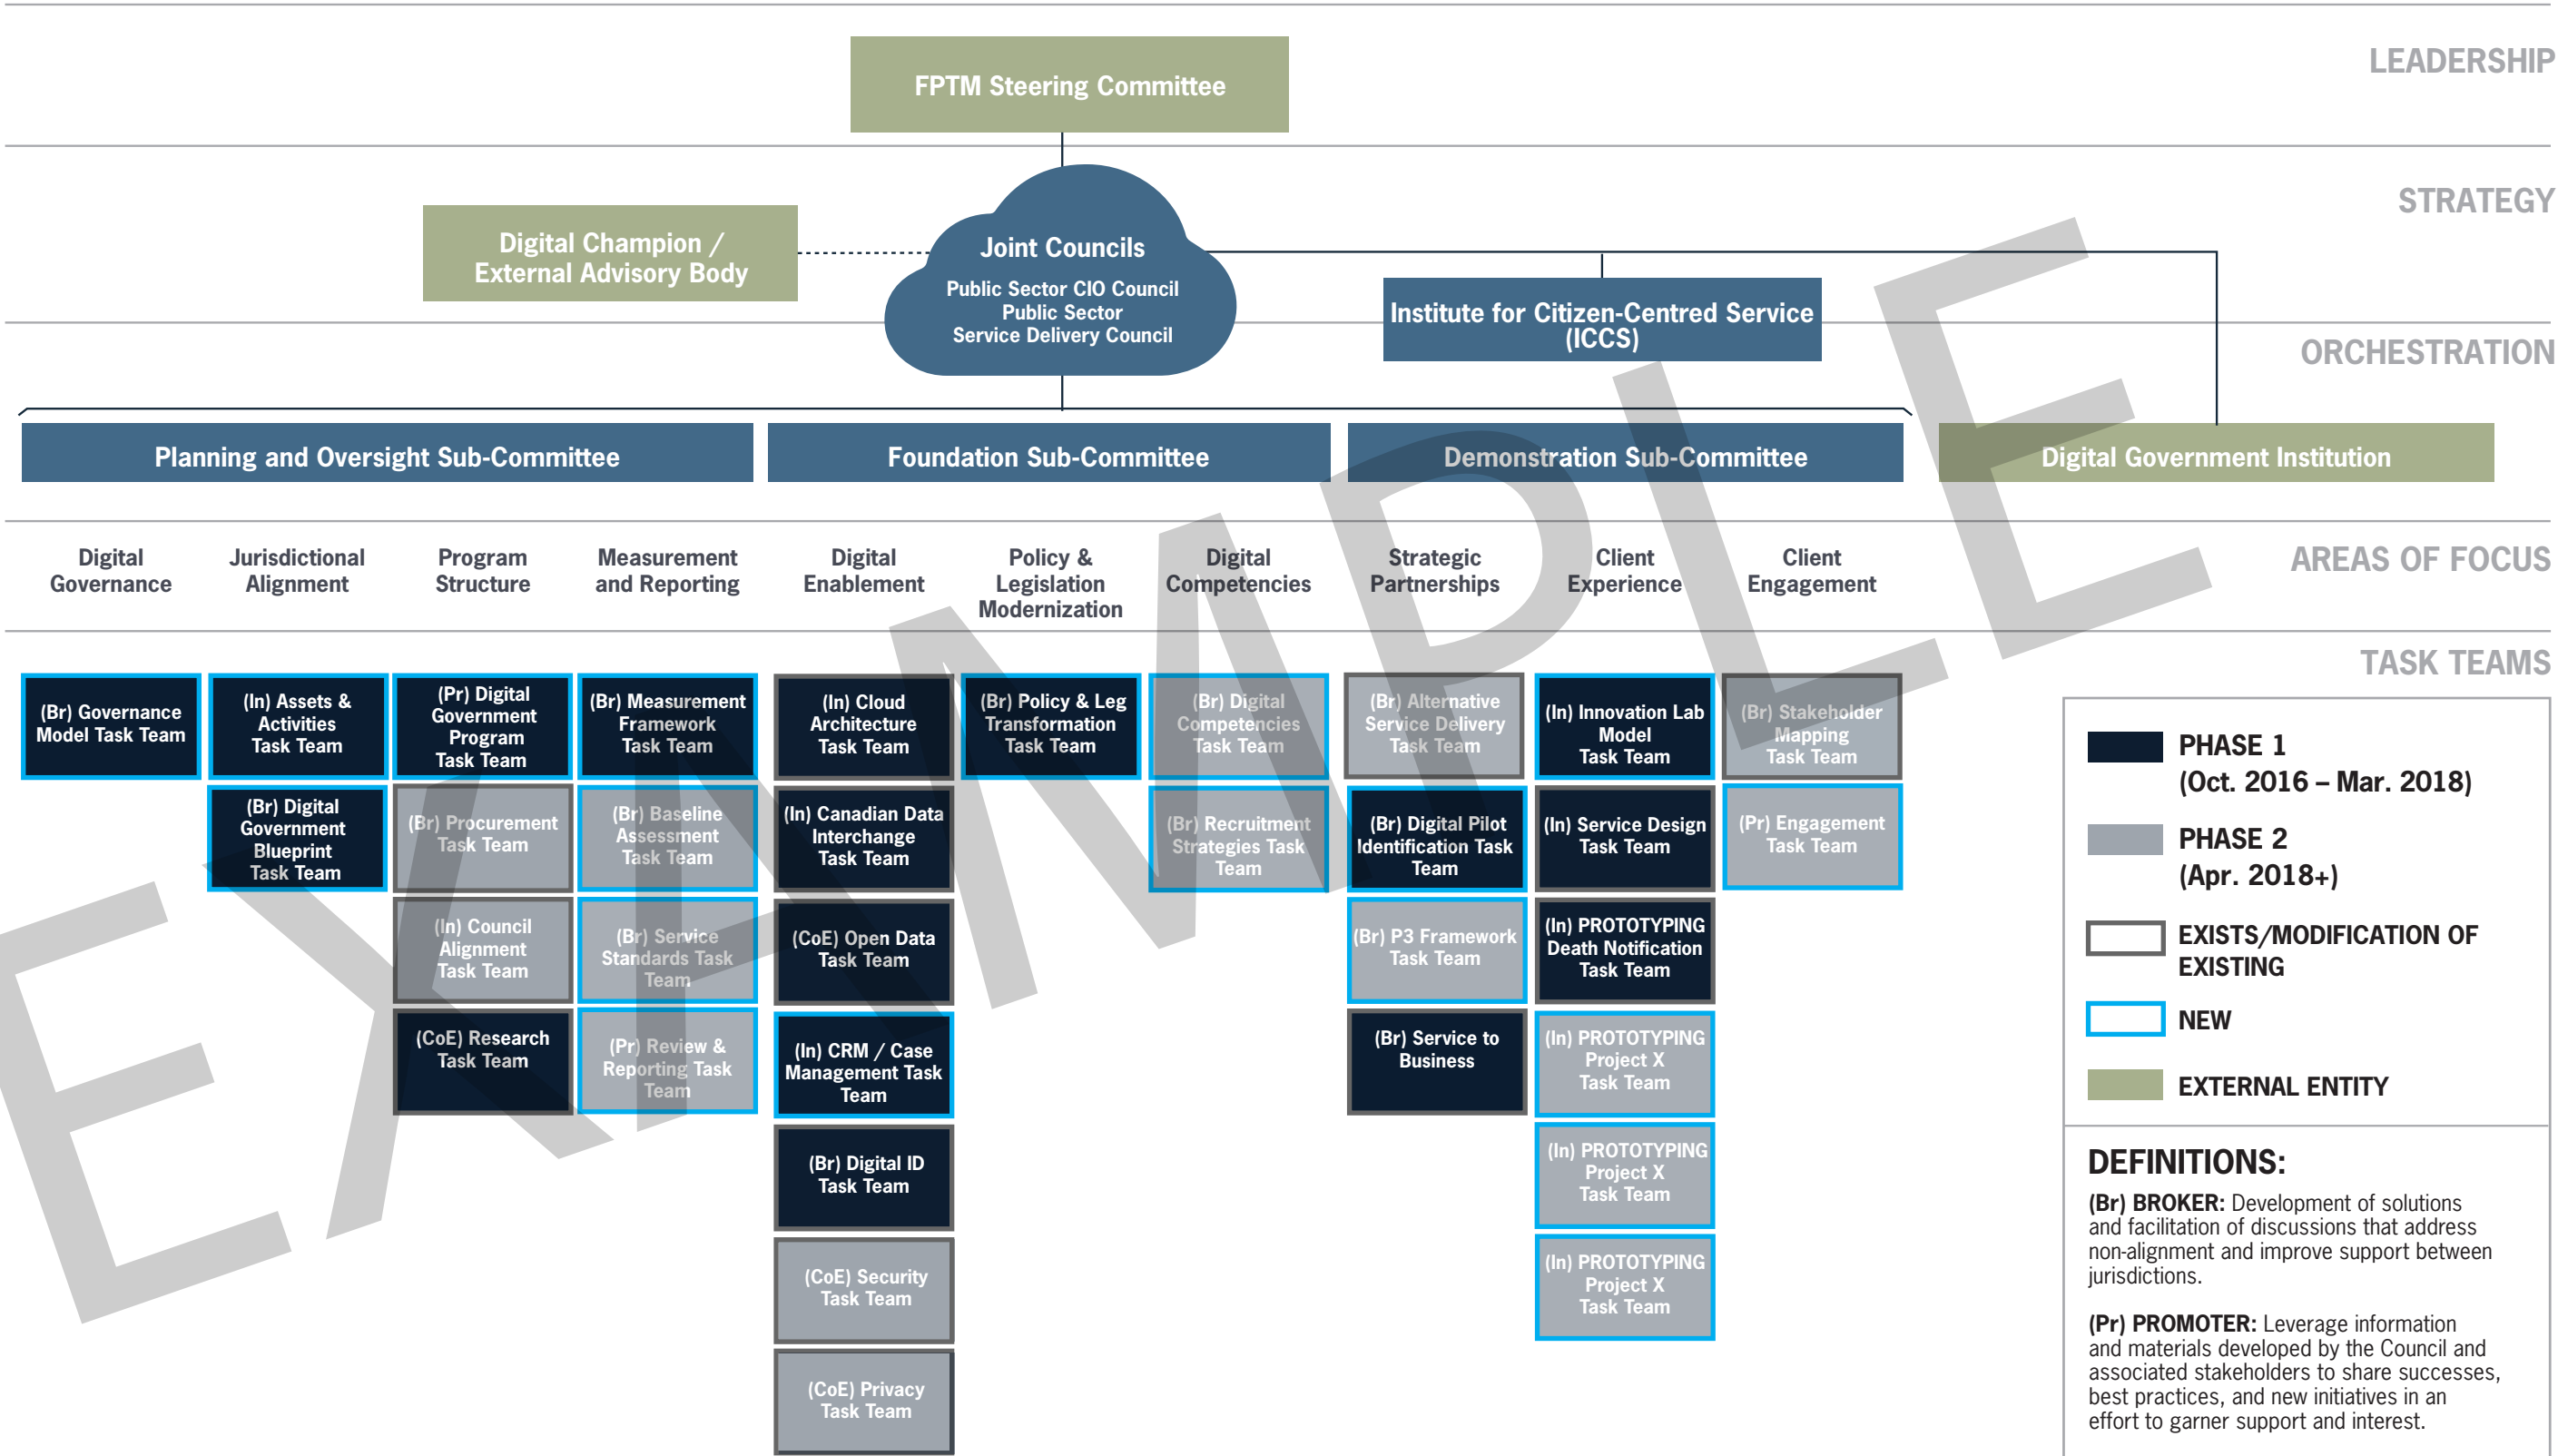 LEADERSHIP
FPTM Steering Committee
STRATEGY
Digital Champion /
External Advisory Body
Joint Councils
Public Sector CIO Council
Public Sector
Service Delivery Council
Institute for Citizen-Centred Service
(ICCS)
ORCHESTRATION
Planning and Oversight Sub-Committee
Foundation Sub-Committee
Demonstration Sub-Committee
Digital Government Institution
AREAS OF FOCUS
Digital
Governance
Jurisdictional
Alignment
Program
Structure
Measurement
and Reporting
Digital
Enablement
Policy &
Legislation
Modernization
Digital
Competencies
Strategic
Partnerships
Client
Experience
Client
Engagement
TASK TEAMS
(Br) Governance
Model Task Team
(In) Assets &
Activities
Task Team
(Br) Digital
Government
Blueprint
Task Team
(Pr) Digital
Government
Program
Task Team
(Br) Procurement
Task Team
(In) Council
Alignment
Task Team
(CoE) Research
Task Team
(Br) Measurement
Framework
Task Team
(Br) Baseline
Assessment
Task Team
(Br) Service
Standards Task
Team
(Pr) Review &
Reporting Task
Team
(In) Cloud
Architecture
Task Team
(In) Canadian Data
Interchange
Task Team
(CoE) Open Data
Task Team
(In) CRM / Case
Management Task
Team
(Br) Digital ID
Task Team
(CoE) Security
Task Team
(CoE) Privacy
Task Team
(Br) Policy & Leg
Transformation
Task Team
(Br) Digital
Competencies
Task Team
(Br) Recruitment
Strategies Task
Team
(Br) Alternative
Service Delivery
Task Team
(Br) Digital Pilot
Identification Task
Team
(Br) P3 Framework
Task Team
(Br) Service to
Business
(In) Innovation Lab
Model
Task Team
(In) Service Design
Task Team
(In) PROTOTYPING
Death Notification
Task Team
(In) PROTOTYPING
Project X
Task Team
(In) PROTOTYPING
Project X
Task Team
(In) PROTOTYPING
Project X
Task Team
(Br) Stakeholder
Mapping
Task Team
(Pr) Engagement
Task Team
PHASE 1
(Oct. 2016 – Mar. 2018)
PHASE 2
(Apr. 2018+)
EXISTS/MODIFICATION OF
EXISTING
NEW
EXTERNAL ENTITY
DEFINITIONS:
(Br) BROKER: Development of solutions
and facilitation of discussions that address
non-alignment and improve support between
jurisdictions.
(Pr) PROMOTER: Leverage information
and materials developed by the Council and
associated stakeholders to share successes,
best practices, and new initiatives in an
effort to garner support and interest.
EXAMPLE